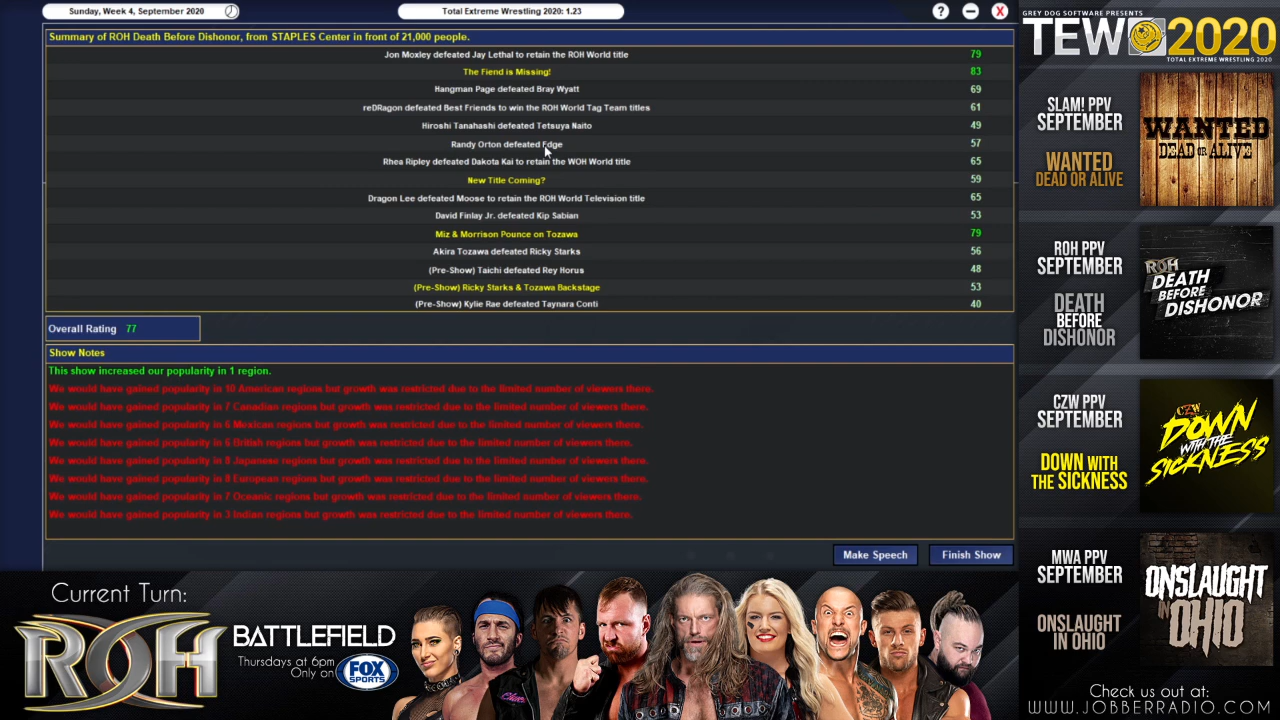 Sunday, Week 4, September 2020
Total Extreme Wrestling 2020: 1.23
?
X
Summary of ROH Death Before Dishonor, from STAPLES Center in front of 21,000 people.
Jon Moxley defeated Jay Lethal to retain the ROH World title 79
The Fiend is Missing! 83
Hangman Page defeated Bray Wyatt 69
reDRagon defeated Best Friends to win the ROH World Tag Team titles 61
Hiroshi Tanahashi defeated Tetsuya Naito 49
Randy Orton defeated Edge 57
Rhea Ripley defeated Dakota Kai to retain the WOH World title 65
New Title Coming? 59
Dragon Lee defeated Moose to retain the ROH World Television title 65
David Finlay Jr. defeated Kip Sabian 53
Miz & Morrison Pounce on Tozawa 79
Akira Tozawa defeated Ricky Starks 56
(Pre-Show) Taichi defeated Rey Horus 48
(Pre-Show) Ricky Starks & Tozawa Backstage 53
(Pre-Show) Kylie Rae defeated Taynara Conti 40
Overall Rating 77
Show Notes
This show increased our popularity in 1 region.
We would have gained popularity in 10 American regions but growth was restricted due to the limited number of viewers there.
We would have gained popularity in 7 Canadian regions but growth was restricted due to the limited number of viewers there.
We would have gained popularity in 6 Mexican regions but growth was restricted due to the limited number of viewers there.
We would have gained popularity in 6 British regions but growth was restricted due to the limited number of viewers there.
We would have gained popularity in 8 Japanese regions but growth was restricted due to the limited number of viewers there.
We would have gained popularity in 8 European regions but growth was restricted due to the limited number of viewers there.
We would have gained popularity in 7 Oceanic regions but growth was restricted due to the limited number of viewers there.
We would have gained popularity in 3 Indian regions but growth was restricted due to the limited number of viewers there.
Make Speech
Finish Show
GREY DOG SOFTWARE PRESENTS
TEW 2020
TOTAL EXTREME WRESTLING 2020
SLAM! PPV
SEPTEMBER
WANTED
DEAD OR ALIVE
WANTED
DEAD OR ALIVE
ROH PPV
SEPTEMBER
DEATH
BEFORE
DISHONOR
ROH
DEATH
BEFORE
DISHONOR
CZW PPV
SEPTEMBER
DOWN WITH
THE SICKNESS
CZW
DOWN
WITH THE
SICKNESS
MWA PPV
SEPTEMBER
ONSLAUGHT
IN OHIO
ONSLAUGHT
IN OHIO
Current Turn:
ROH
BATTLEFIELD
Thursdays at 6pm
Only on
FOX
SPORTS
Check us out at:
WWW.JOBBERRADIO.COM